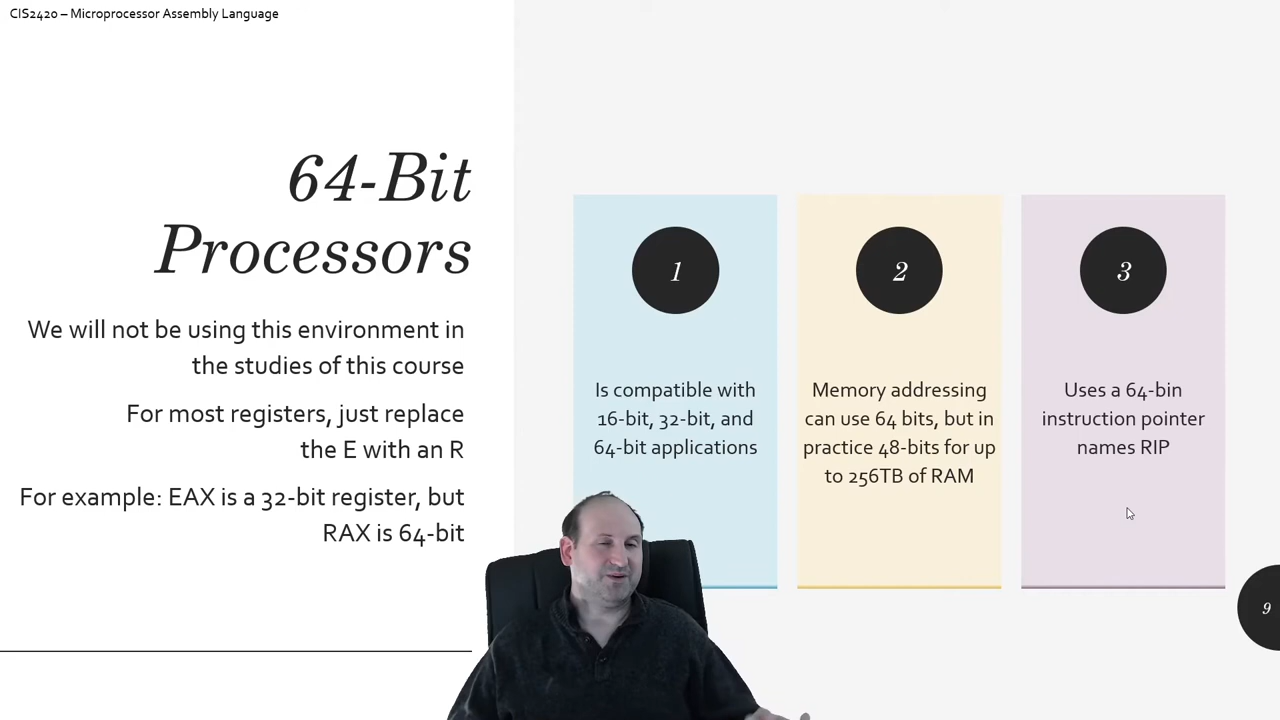 CIS2420 – Microprocessor Assembly Language
64-Bit
Processors
We will not be using this environment in
the studies of this course
For most registers, just replace
the E with an R
For example: EAX is a 32-bit register, but
RAX is 64-bit
1
Is compatible with
16-bit, 32-bit, and
64-bit applications
2
Memory addressing
can use 64 bits, but in
practice 48-bits for up
to 256TB of RAM
3
Uses a 64-bin
instruction pointer
names RIP
9